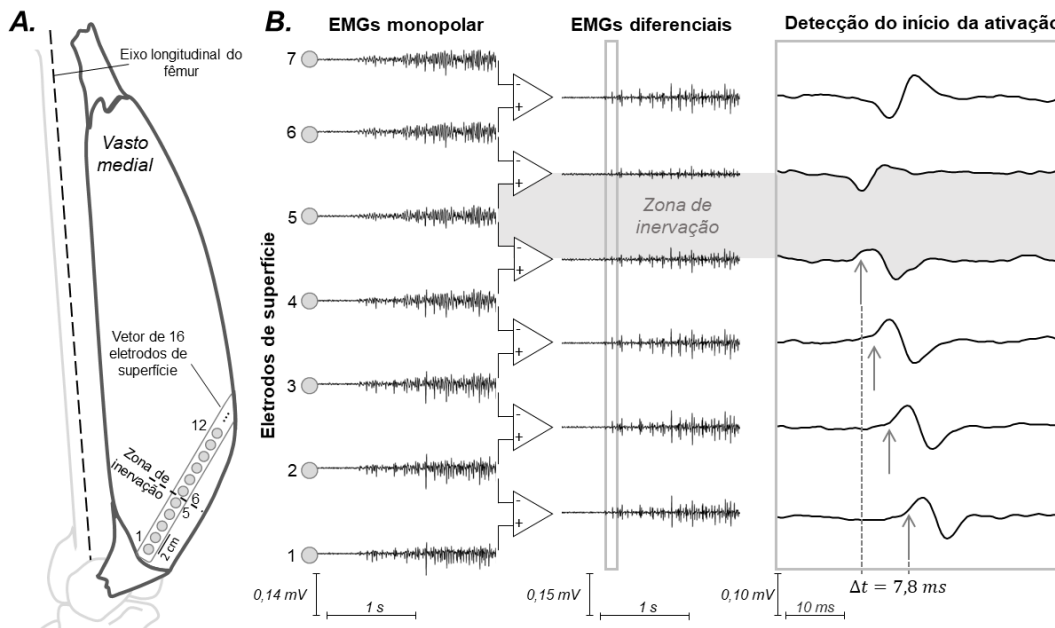 A.
Eixo longitudinal do
fêmur
Vasto
medial
Vetor de 16
eletrodos de
superfície
12
...
Zona de
inervação
6
5
1
2 cm
B.
EMGs monopolar
EMGs diferenciais
Detecção do início da ativação
Eletrodos de superfície
7
6
5
4
3
2
1
-
+
-
+
-
+
-
+
-
+
-
+
Zona de
inervação
0,14 mV
1 s
0,15 mV
1 s
0,10 mV
10 ms
Δt = 7,8 ms